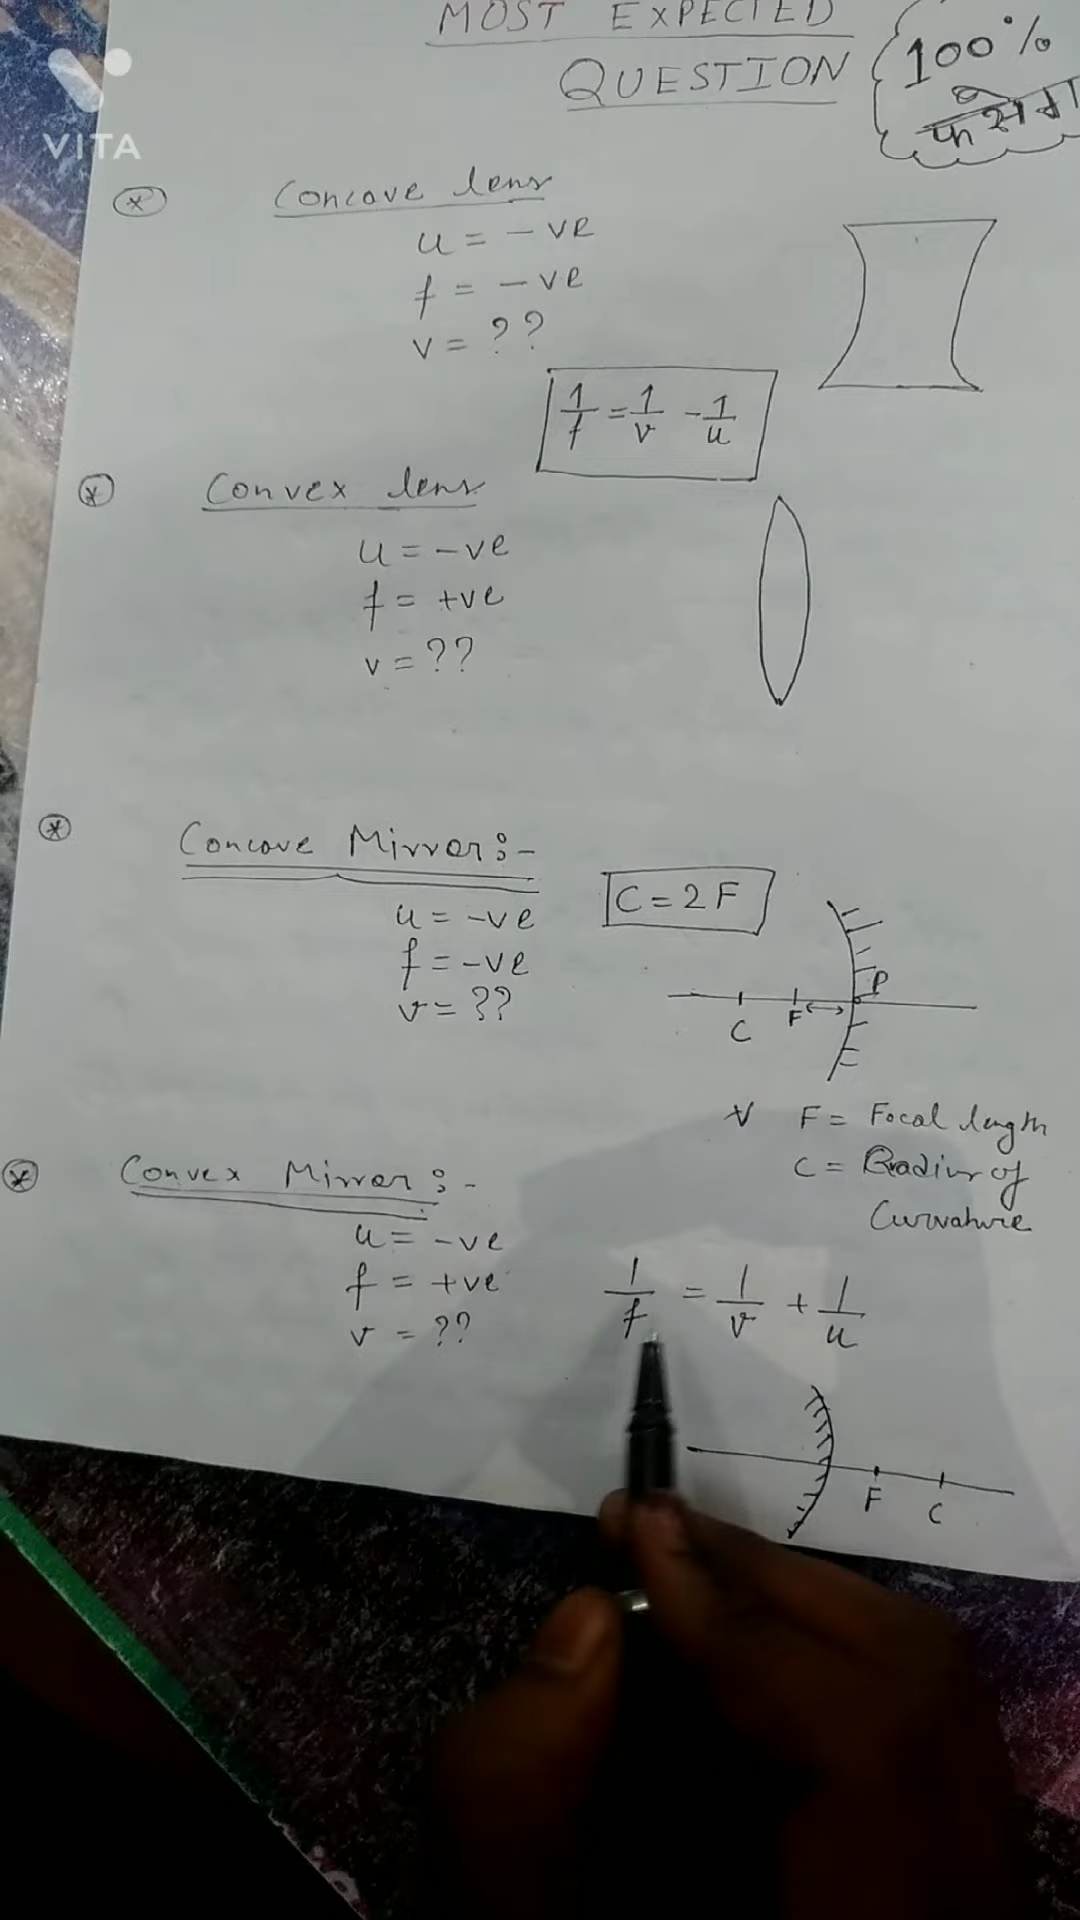 MOST EXPECTED
QUESTION
100%
फसेगा
VITA
Concave lens
u = -ve
f = -ve
v = ??
1/f = 1/v - 1/u
Convex lens
u = -ve
f = +ve
v = ??
Concave Mirror:-
u = -ve
f = -ve
v = ??
C = 2F
P
C
F
F = Focal length
C = Radius of
Curvature
Convex Mirror:-
u = -ve
f = +ve
v = ??
1/f = 1/v + 1/u
F
C